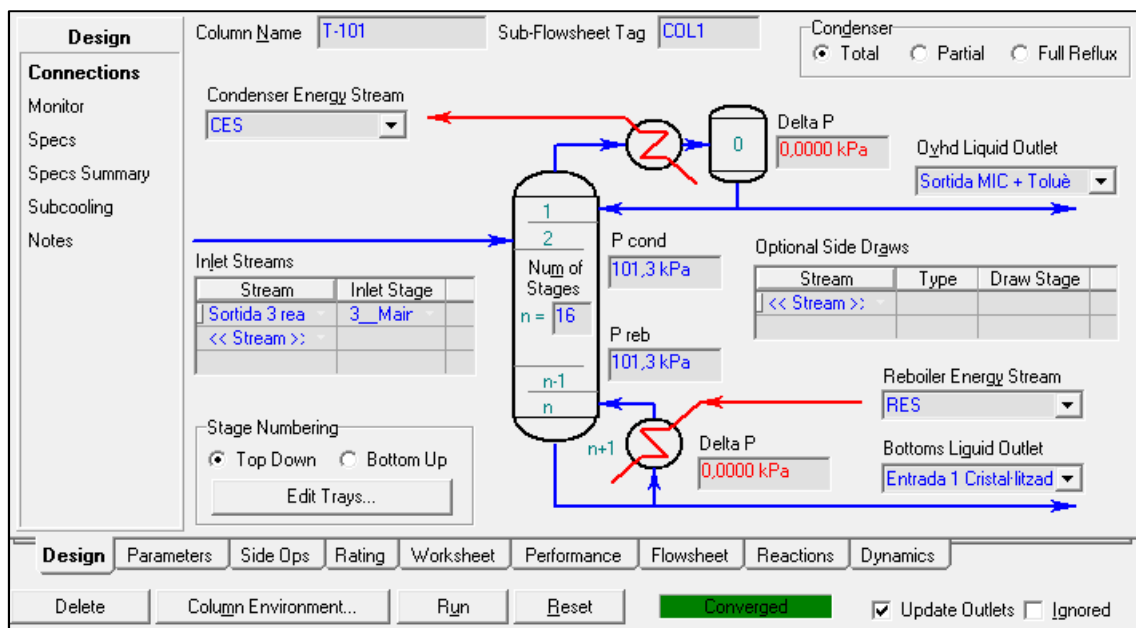 Design
Connections
Monitor
Specs
Specs Summary
Subcooling
Notes
Column Name T-101
Sub-Flowsheet Tag COL1
Condenser
Total Partial Full Reflux
Condenser Energy Stream
CES
0
Delta P
0,0000 kPa
Ovhd Liquid Outlet
Sortida MIC + Toluè
1
2
Num of
Stages
n = 16
n-1
n
n+1
P cond
101,3 kPa
P reb
101,3 kPa
Inlet Streams
Stream Inlet Stage
Sortida 3 rea 3__Mair
<< Stream >>
Optional Side Draws
Stream Type Draw Stage
<< Stream >>
Stage Numbering
Top Down Bottom Up
Edit Trays...
Delta P
0,0000 kPa
Reboiler Energy Stream
RES
Bottoms Liquid Outlet
Entrada 1 Cristal·litzad
Design Parameters Side Ops Rating Worksheet Performance Flowsheet Reactions Dynamics
Delete Column Environment... Run Reset Converged Update Outlets Ignored